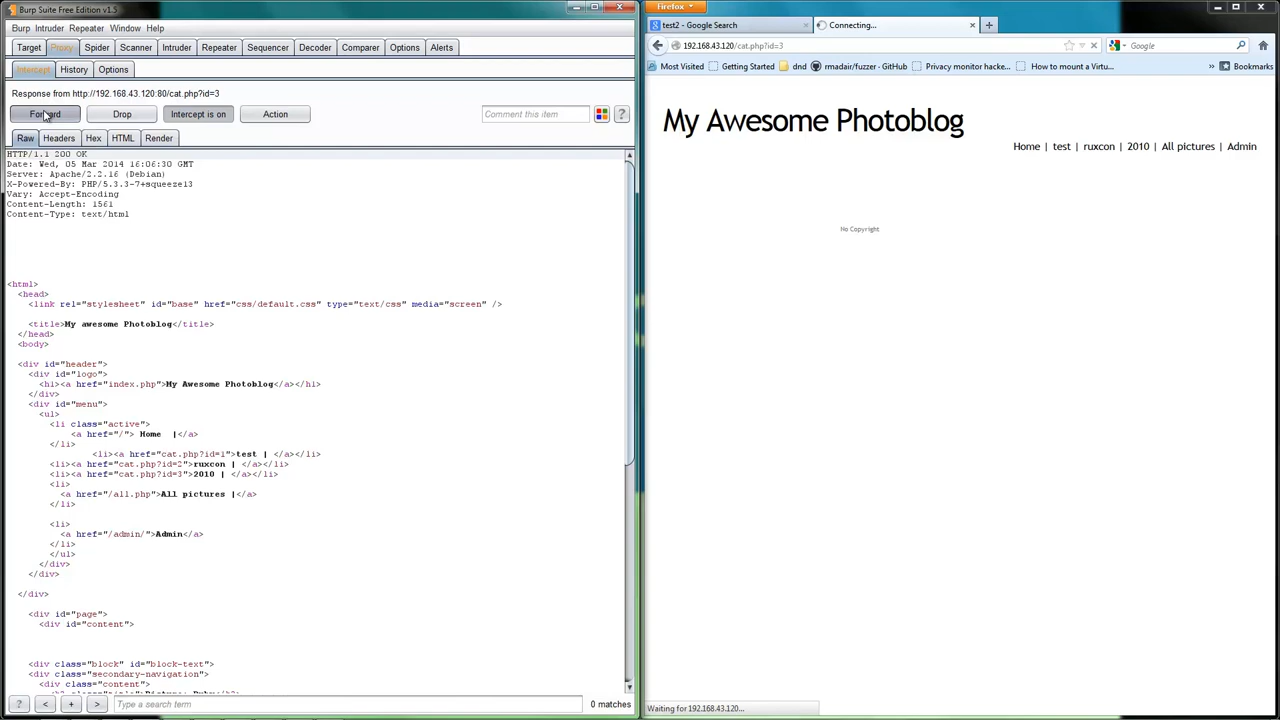 Burp Suite Free Edition v1.5
Burp Intruder Repeater Window Help
Target Proxy Spider Scanner Intruder Repeater Sequencer Decoder Comparer Options Alerts
Intercept History Options
Response from http://192.168.43.120:80/cat.php?id=3
Forward Drop Intercept is on Action Comment this item ?
Raw Headers Hex HTML Render
HTTP/1.1 200 OK
Date: Wed, 05 Mar 2014 16:06:30 GMT
Server: Apache/2.2.16 (Debian)
X-Powered-By: PHP/5.3.3-7+squeeze13
Vary: Accept-Encoding
Content-Length: 1561
Content-Type: text/html
<html>
<head>
<link rel="stylesheet" id="base" href="css/default.css" type="text/css" media="screen" />
<title>My awesome Photoblog</title>
</head>
<body>
<div id="header">
<div id="logo">
<h1><a href="index.php">My Awesome Photoblog</a></h1>
</div>
<div id="menu">
<ul>
<li class="active">
<a href="/"> Home |</a>
</li>
<li><a href="cat.php?id=1">test | </a></li>
<li><a href="cat.php?id=2">ruxcon | </a></li>
<li><a href="cat.php?id=3">2010 | </a></li>
<li>
<a href="/all.php">All pictures |</a>
</li>
<li>
<a href="/admin/">Admin</a>
</li>
</ul>
</div>
</div>
</div>
<div id="page">
<div id="content">
<div class="block" id="block-text">
<div class="secondary-navigation">
<div class="content">
? < + > Type a search term 0 matches
Firefox
test2 - Google Search × Connecting... × +
192.168.43.120/cat.php?id=3 Google
Most Visited Getting Started dnd rmadair/fuzzer · GitHub Privacy monitor hacke... How to mount a Virtu... » Bookmarks
My Awesome Photoblog
Home | test | ruxcon | 2010 | All pictures | Admin
No Copyright
Waiting for 192.168.43.120...